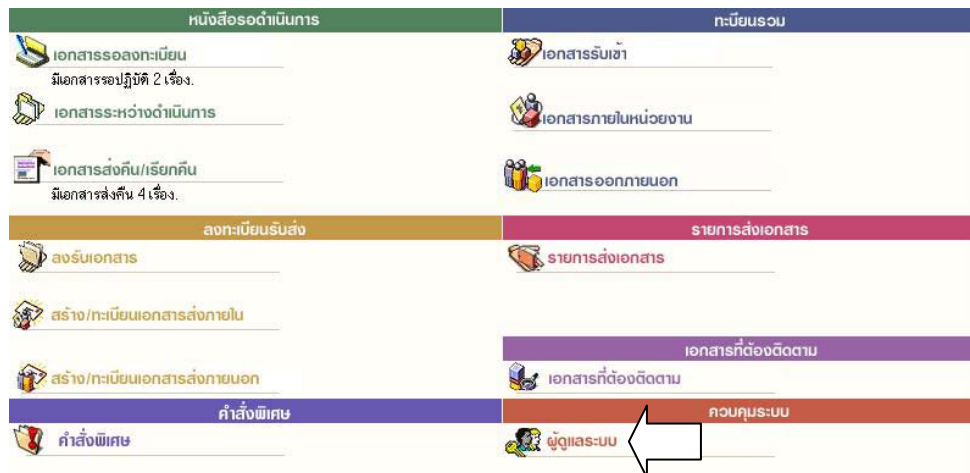 หนังสือรอดำเนินการ
เอกสารรอลงทะเบียน
มีเอกสารรอปฏิบัติ 2 เรื่อง.
เอกสารระหว่างดำเนินการ
เอกสารส่งคืน/เรียกคืน
มีเอกสารส่งคืน 4 เรื่อง.
ทะเบียนรวม
เอกสารรับเข้า
เอกสารภายในหน่วยงาน
เอกสารออกภายนอก
ลงทะเบียนรับส่ง
ลงรับเอกสาร
สร้าง/ทะเบียนเอกสารส่งภายใน
สร้าง/ทะเบียนเอกสารส่งภายนอก
รายการส่งเอกสาร
รายการส่งเอกสาร
เอกสารที่ต้องติดตาม
เอกสารที่ต้องติดตาม
คำสั่งพิเศษ
คำสั่งพิเศษ
ควบคุมระบบ
ผู้ดูแลระบบ